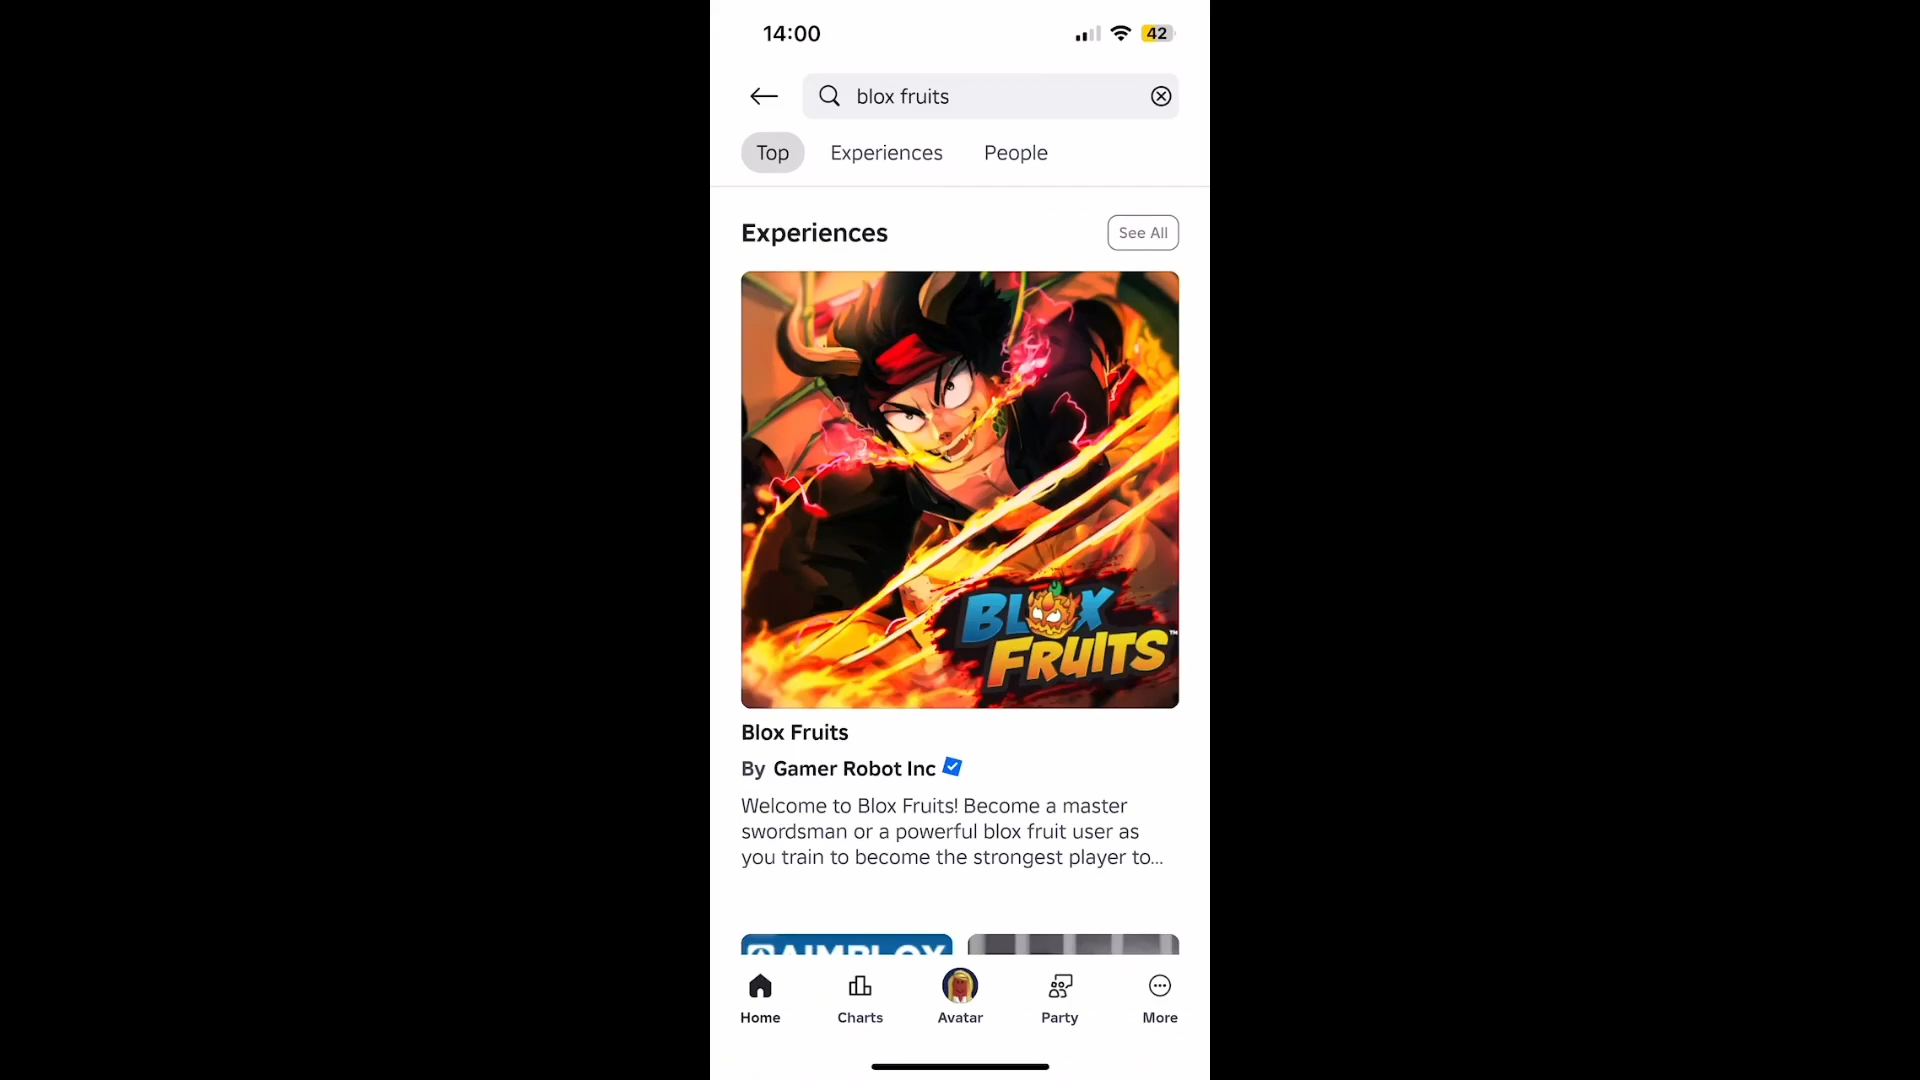 14:00
42
blox fruits
Top
Experiences
People
Experiences
See All
BLOX
FRUITS™
Blox Fruits
By Gamer Robot Inc
Welcome to Blox Fruits! Become a master
swordsman or a powerful blox fruit user as
you train to become the strongest player to...
AIMBLOX
Home
Charts
Avatar
Party
More